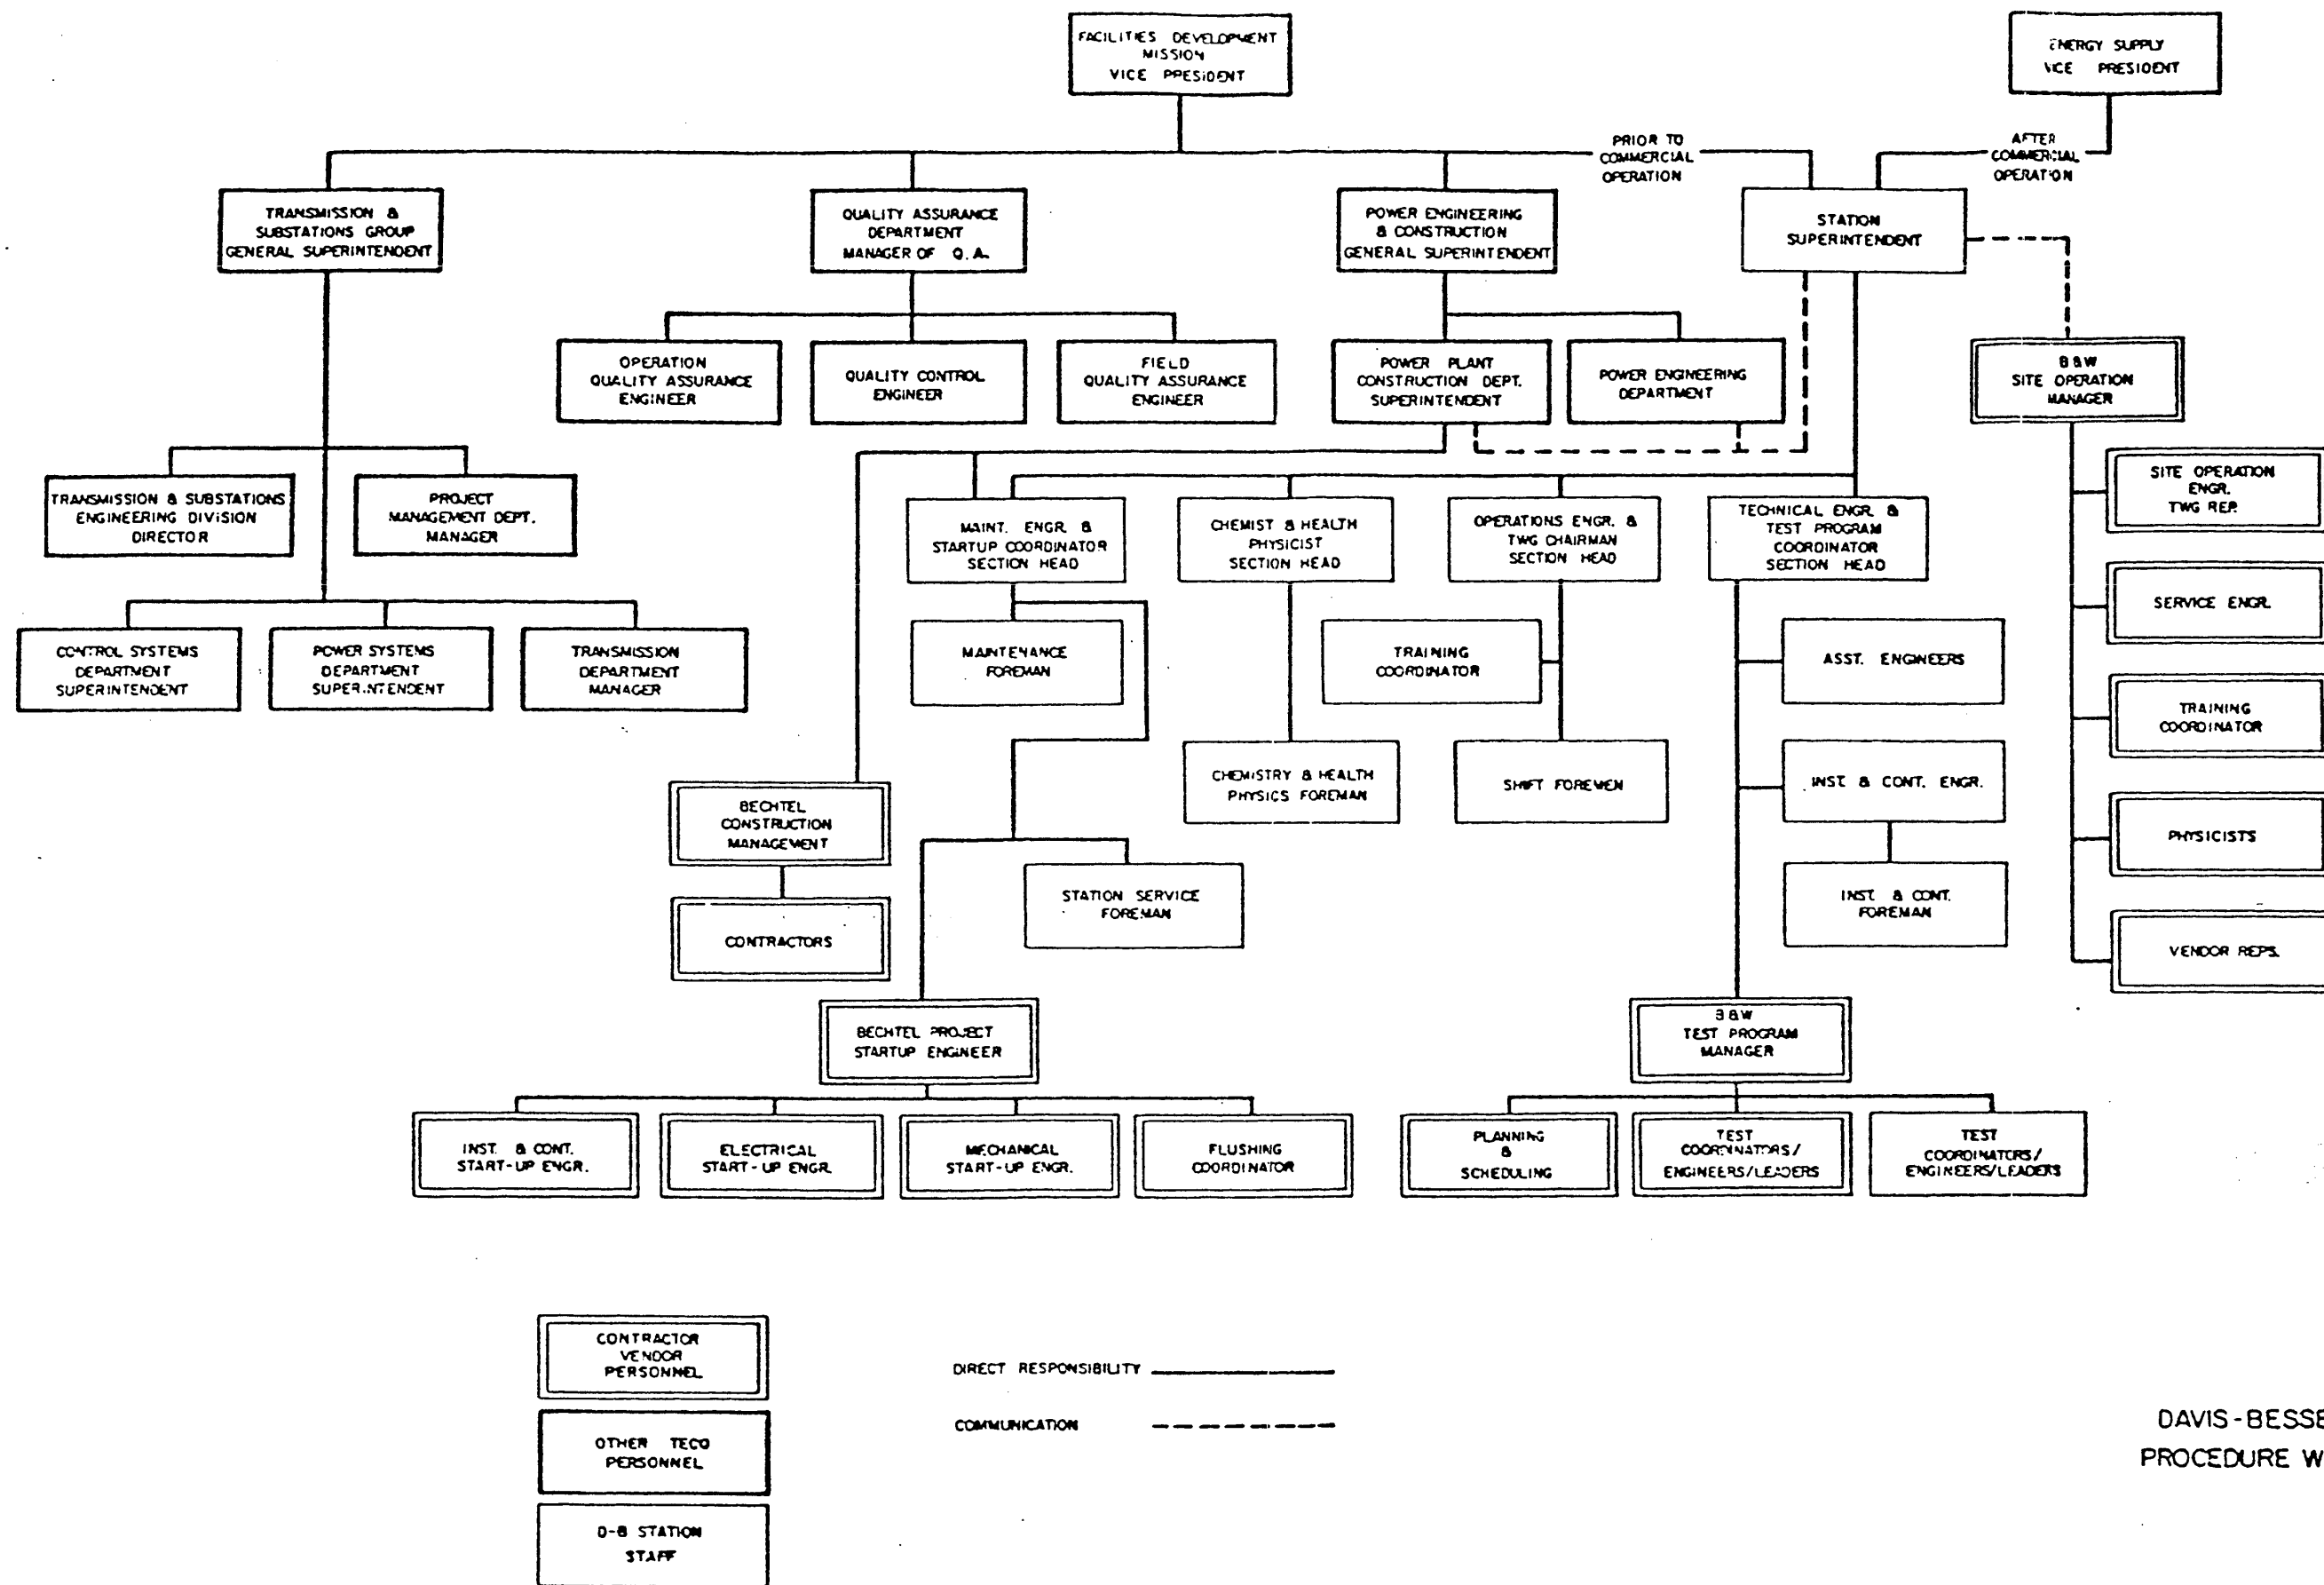 FACILITIES DEVELOPMENT
MISSION
VICE PRESIDENT
ENERGY SUPPLY
VICE PRESIDENT
PRIOR TO
COMMERCIAL
OPERATION
AFTER
COMMERCIAL
OPERATION
TRANSMISSION &
SUBSTATIONS GROUP
GENERAL SUPERINTENDENT
QUALITY ASSURANCE
DEPARTMENT
MANAGER OF Q.A.
POWER ENGINEERING
& CONSTRUCTION
GENERAL SUPERINTENDENT
STATION
SUPERINTENDENT
OPERATION
QUALITY ASSURANCE
ENGINEER
QUALITY CONTROL
ENGINEER
FIELD
QUALITY ASSURANCE
ENGINEER
POWER PLANT
CONSTRUCTION DEPT.
SUPERINTENDENT
POWER ENGINEERING
DEPARTMENT
B&W
SITE OPERATION
MANAGER
TRANSMISSION & SUBSTATIONS
ENGINEERING DIVISION
DIRECTOR
PROJECT
MANAGEMENT DEPT.
MANAGER
MAINT. ENGR. &
STARTUP COORDINATOR
SECTION HEAD
CHEMIST & HEALTH
PHYSICIST
SECTION HEAD
OPERATIONS ENGR. &
TWG CHAIRMAN
SECTION HEAD
TECHNICAL ENGR. &
TEST PROGRAM
COORDINATOR
SECTION HEAD
SITE OPERATION
ENGR.
TWG REP.
CONTROL SYSTEMS
DEPARTMENT
SUPERINTENDENT
POWER SYSTEMS
DEPARTMENT
SUPERINTENDENT
TRANSMISSION
DEPARTMENT
MANAGER
MAINTENANCE
FOREMAN
TRAINING
COORDINATOR
ASST. ENGINEERS
SERVICE ENGR.
TRAINING
COORDINATOR
BECHTEL
CONSTRUCTION
MANAGEMENT
CHEMISTRY & HEALTH
PHYSICS FOREMAN
SHIFT FOREMEN
INST. & CONT. ENGR.
PHYSICISTS
CONTRACTORS
STATION SERVICE
FOREMAN
INST. & CONT.
FOREMAN
VENDOR REPS.
BECHTEL PROJECT
STARTUP ENGINEER
B&W
TEST PROGRAM
MANAGER
INST. & CONT.
START-UP ENGR.
ELECTRICAL
START-UP ENGR.
MECHANICAL
START-UP ENGR.
FLUSHING
COORDINATOR
PLANNING
&
SCHEDULING
TEST
COORDINATORS/
ENGINEERS/LEADERS
TEST
COORDINATORS/
ENGINEERS/LEADERS
CONTRACTOR
VENDOR
PERSONNEL
DIRECT RESPONSIBILITY
COMMUNICATION
OTHER TECO
PERSONNEL
D-B STATION
STAFF
DAVIS-BESSE
PROCEDURE W